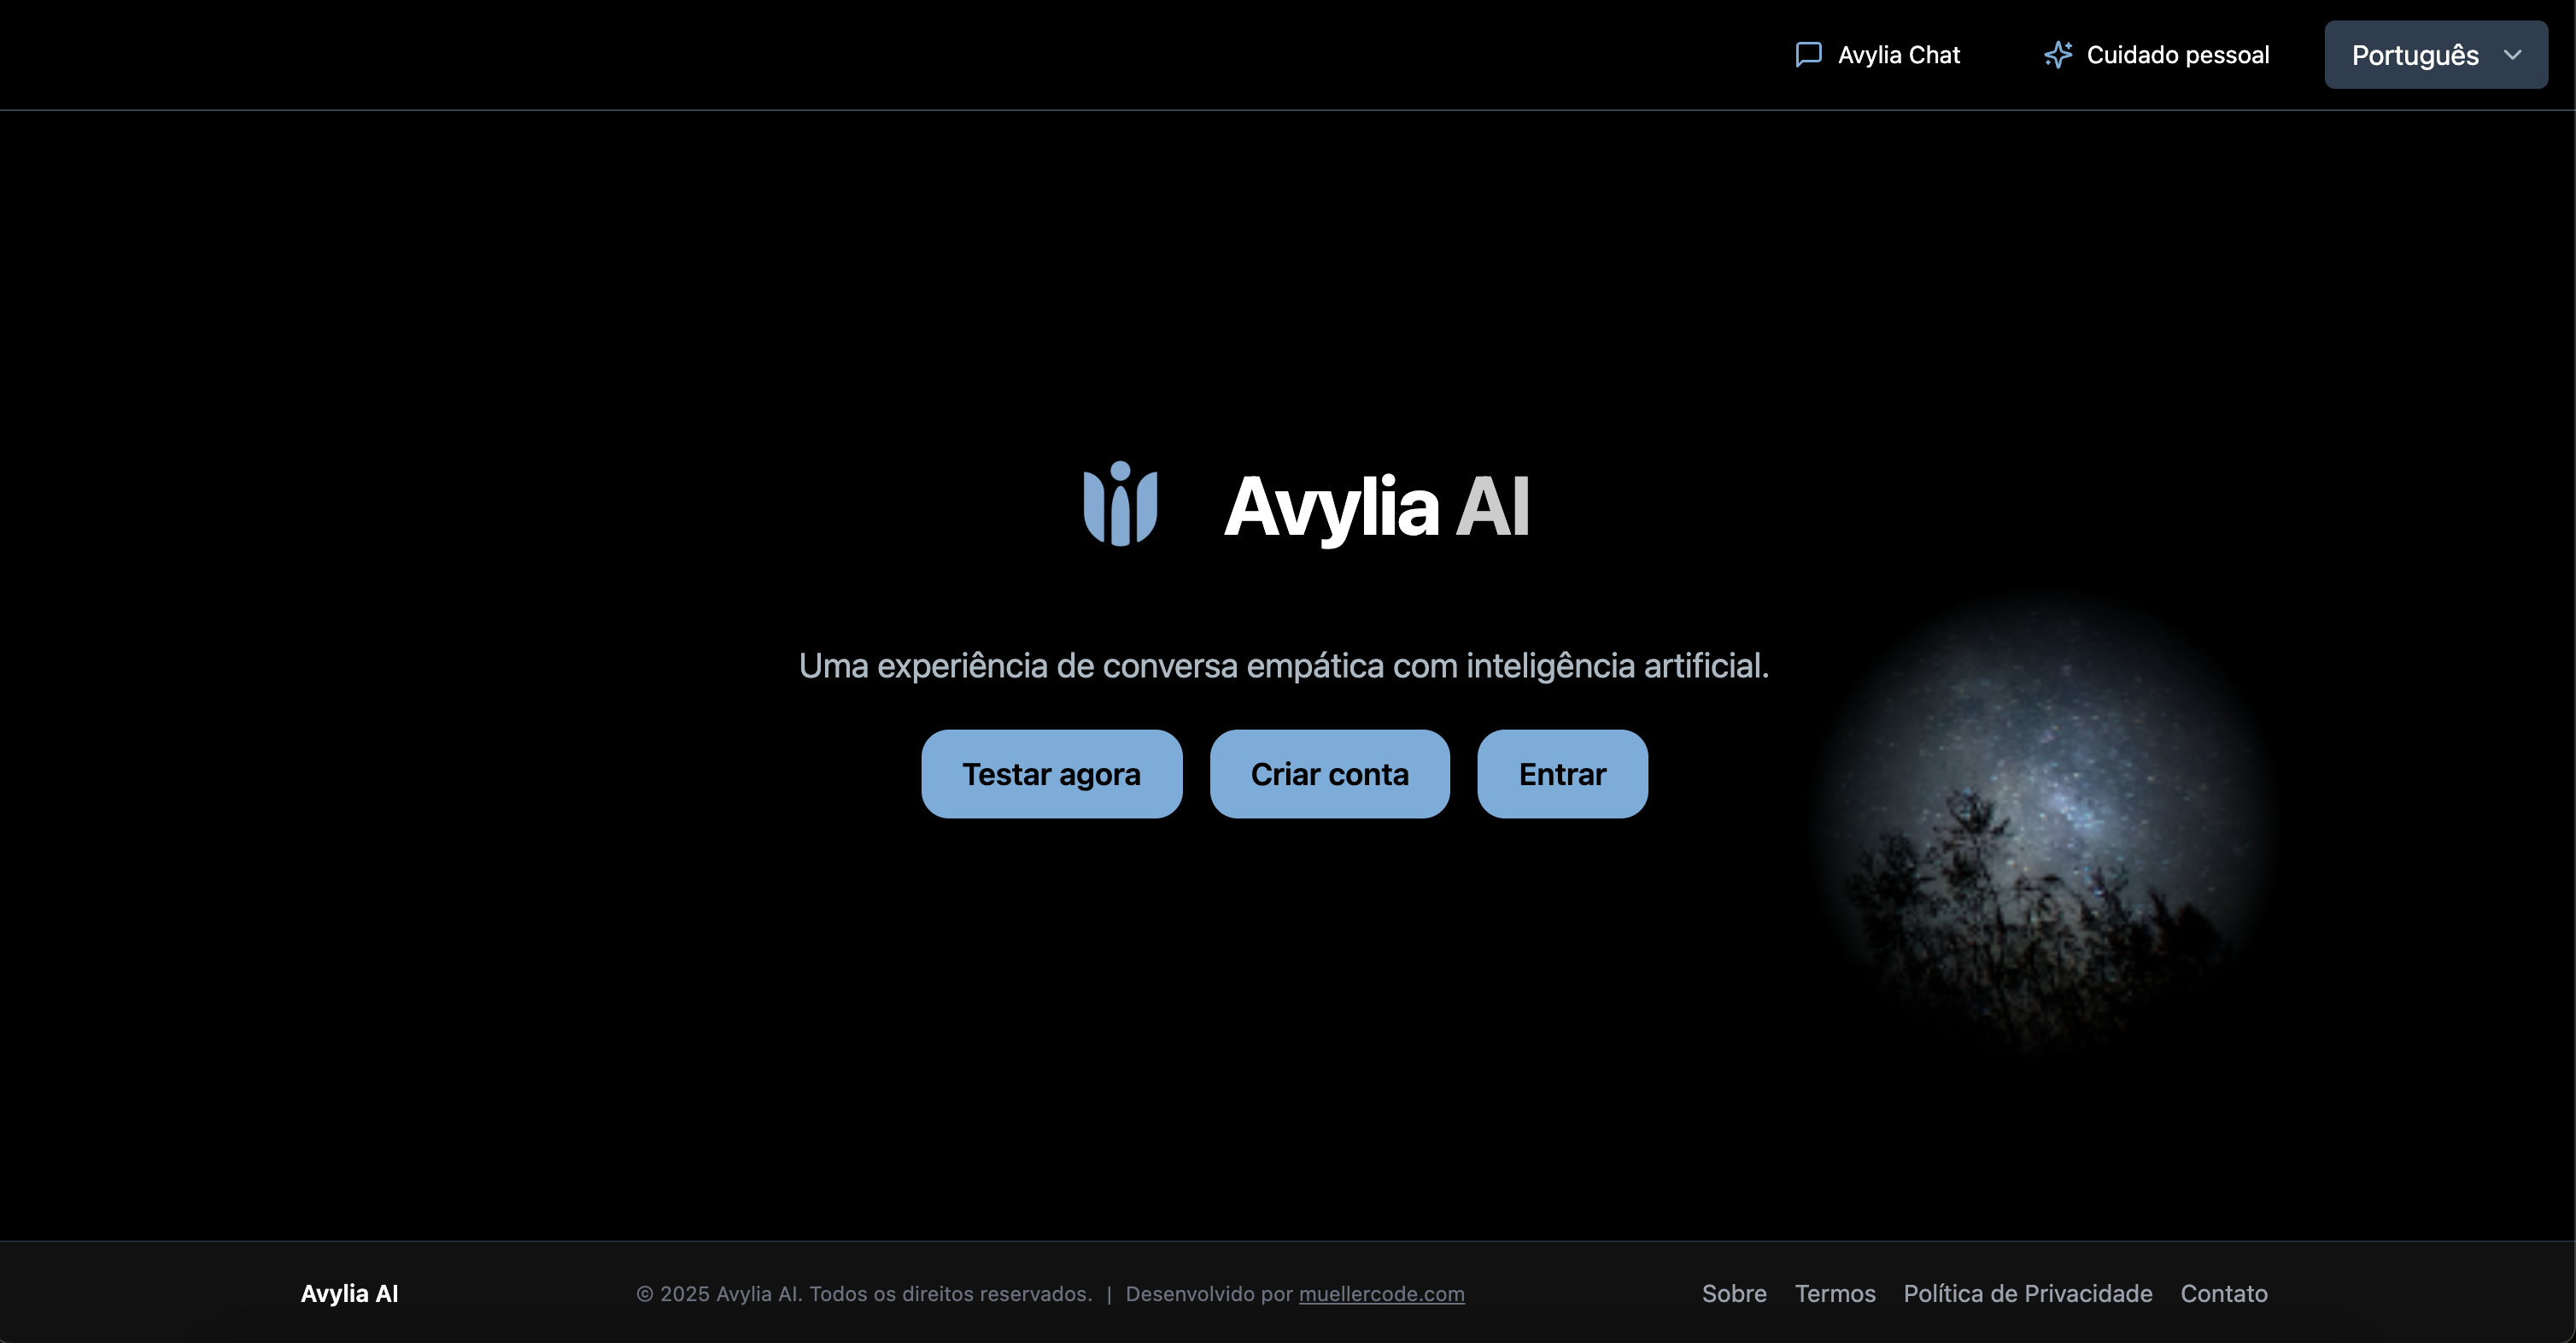 Avylia Chat
Cuidado pessoal
Português
Avylia AI
Uma experiência de conversa empática com inteligência artificial.
Testar agora
Criar conta
Entrar
Avylia AI
© 2025 Avylia AI. Todos os direitos reservados. | Desenvolvido por muellercode.com
Sobre
Termos
Política de Privacidade
Contato